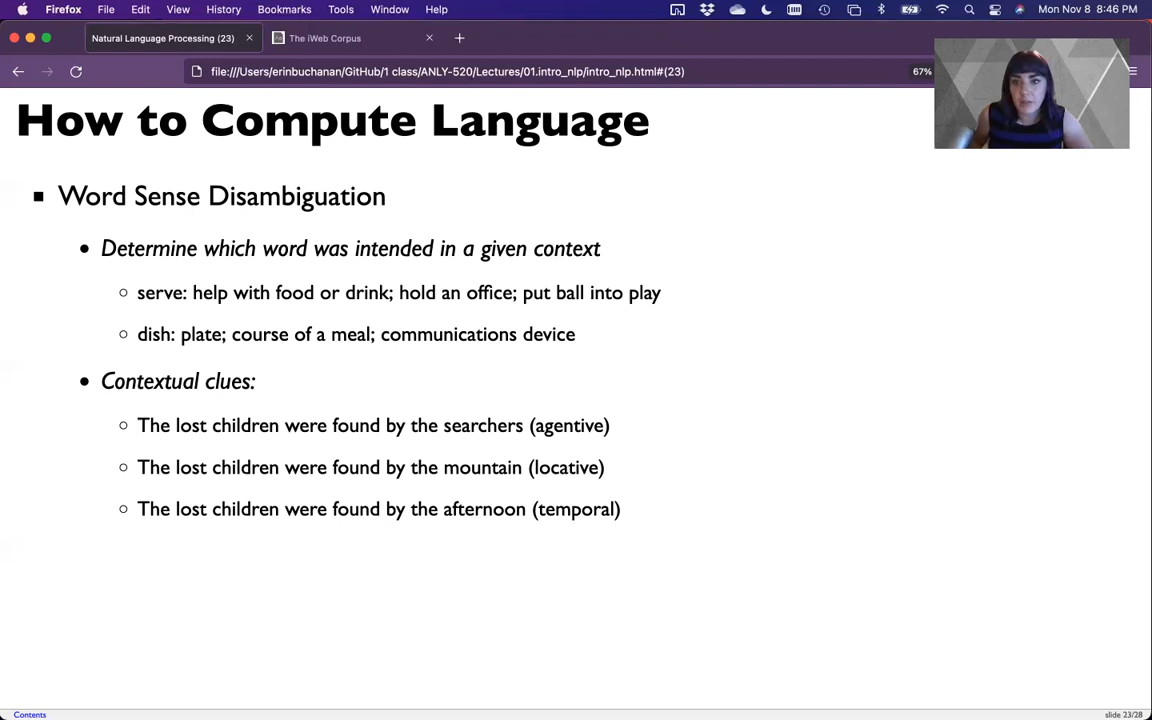 Firefox File Edit View History Bookmarks Tools Window Help Mon Nov 8 8:46 PM
Natural Language Processing (23) The iWeb Corpus
file:///Users/erinbuchanan/GitHub/1 class/ANLY-520/Lectures/01.intro_nlp/intro_nlp.html#(23) 67%
How to Compute Language
Word Sense Disambiguation
Determine which word was intended in a given context
serve: help with food or drink; hold an office; put ball into play
dish: plate; course of a meal; communications device
Contextual clues:
The lost children were found by the searchers (agentive)
The lost children were found by the mountain (locative)
The lost children were found by the afternoon (temporal)
Contents slide 23/28